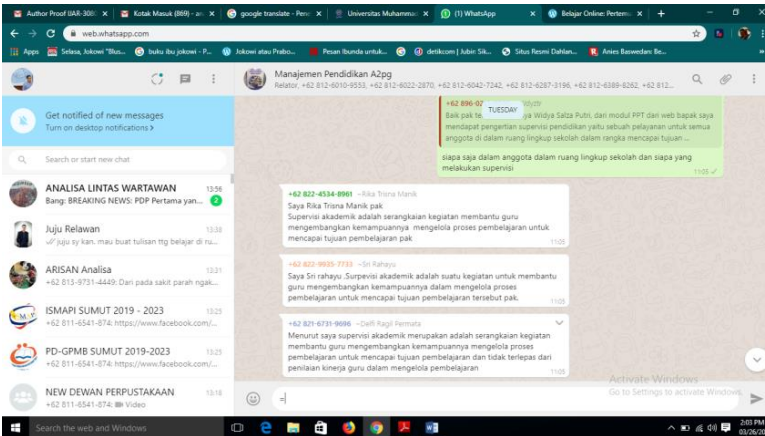 Author Proof IJAR-306
Kotak Masuk (869) - an
google translate - Pene
Universitas Muhamma
(1) WhatsApp
Belajar Online: Pertem
web.whatsapp.com
Apps
Selasa, Jokowi "Blus...
buku ibu jokowi - P...
Jokowi atau Prabo...
Pesan Ibunda untuk...
detikcom | Jubir Sik...
Situs Resmi Dahlan...
Anies Baswedan: Be...
Manajemen Pendidikan A2pg
Relator, +62 812-6010-9553, +62 812-6022-2870, +62 812-6042-7242, +62 812-6287-3196, +62 812-6389-8262, +62 812...
Get notified of new messages
Turn on desktop notifications >
Search or start new chat
ANALISA LINTAS WARTAWAN
13:56
Bang: BREAKING NEWS: PDP Pertama yan...
2
Juju Relawan
13:38
juju sy kan. mau buat tulisan ttg belajar di ru...
ARISAN Analisa
13:31
+62 813-9731-4449: Dari pada sakit parah ngak...
ISMAPI SUMUT 2019 - 2023
13:25
+62 811-6541-874: https://www.facebook.com/...
PD-GPMB SUMUT 2019-2023
13:25
+62 811-6541-874: https://www.facebook.com/...
NEW DEWAN PERPUSTAKAAN
13:18
+62 811-6541-874: Video
TUESDAY
+62 896-02
Baik pak te ya Widya Salza Putri, dari modul PPT dan web bapak saya
mendapat pengertian supervisi pendidikan yaitu sebuah pelayanan untuk semua
anggota di dalam ruang lingkup sekolah dalam rangka mencapai tujuan ...
siapa saja dalam anggota dalam ruang lingkup sekolah dan siapa yang
melakukan supervisi
11:05
+62 822-4534-8961 ~Rika Trisna Manik
Saya Rika Trisna Manik pak
Supervisi akademik adalah serangkaian kegiatan membantu guru
mengembangkan kemampuannya mengelola proses pembelajaran untuk
mencapai tujuan pembelajaran pak
11:05
+62 822-9935-7733 ~Sri Rahayu
Saya Sri rahayu .Surpevisi akademik adalah suatu kegiatan untuk membantu
guru mengembangkan kemampuannya dalam mengelola proses
pembelajaran untuk mencapai tujuan pembelajaran tersebut pak.
11:05
+62 821-6731-9696 ~Delfi Ragil Permata
Menurut saya supervisi akademik merupakan adalah serangkaian kegiatan
membantu guru mengembangkan kemampuannya mengelola proses
pembelajaran untuk mencapai tujuan pembelajaran dan tidak terlepas dari
penilaian kinerja guru dalam mengelola pembelajaran
11:05
=
Activate Windows
Go to Settings to activate Windows.
Search the web and Windows
2:03 PM
03/26/20